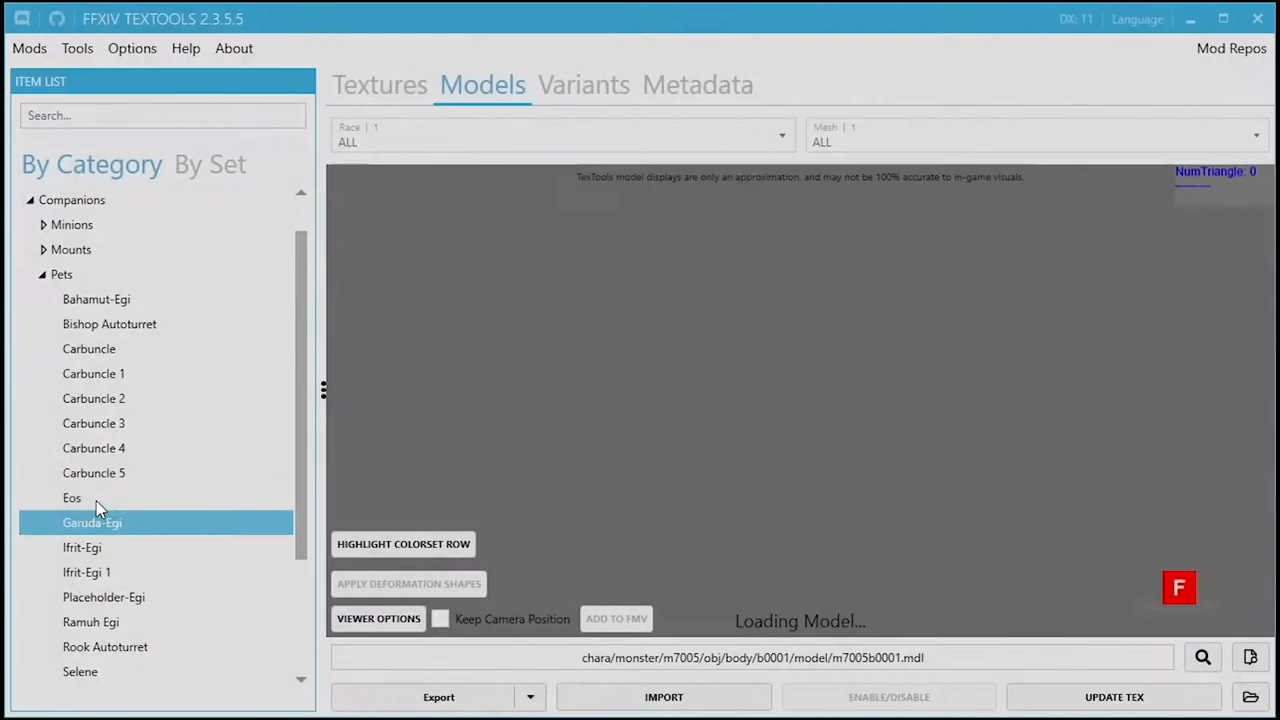 FFXIV TEXTOOLS 2.3.5.5
DX: T1
Language
Mods
Tools
Options
Help
About
Mod Repos
ITEM LIST
Search...
By Category
By Set
Companions
Minions
Mounts
Pets
Bahamut-Egi
Bishop Autoturret
Carbuncle
Carbuncle 1
Carbuncle 2
Carbuncle 3
Carbuncle 4
Carbuncle 5
Eos
Garuda-Egi
Ifrit-Egi
Ifrit-Egi 1
Placeholder-Egi
Ramuh Egi
Rook Autoturret
Selene
Textures
Models
Variants
Metadata
Race | 1
ALL
Mesh | 1
ALL
TexTools model displays are only an approximation, and may not be 100% accurate to in-game visuals.
NumTriangle: 0
HIGHLIGHT COLORSET ROW
APPLY DEFORMATION SHAPES
VIEWER OPTIONS
Keep Camera Position
ADD TO FMV
Loading Model...
F
chara/monster/m7005/obj/body/b0001/model/m7005b0001.mdl
Export
IMPORT
ENABLE/DISABLE
UPDATE TEX